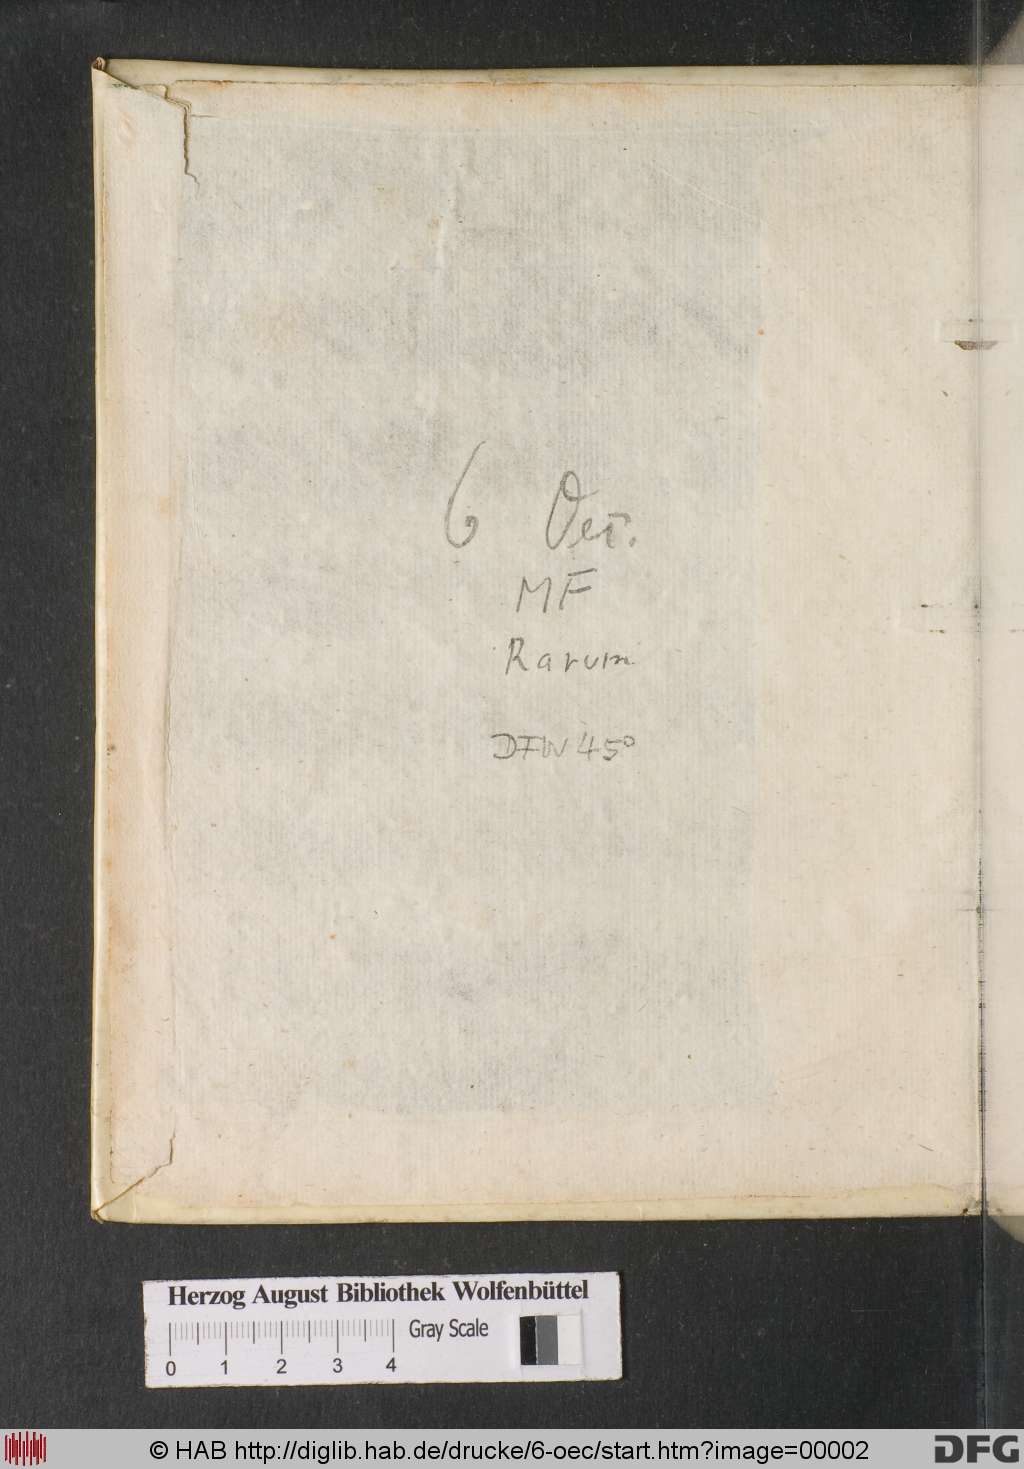 6 Oec.
MF
Rarum
DFW 45°
Herzog August Bibliothek Wolfenbüttel
Gray Scale
0 1 2 3 4
© HAB http://diglib.hab.de/drucke/6-oec/start.htm?image=00002
DFG